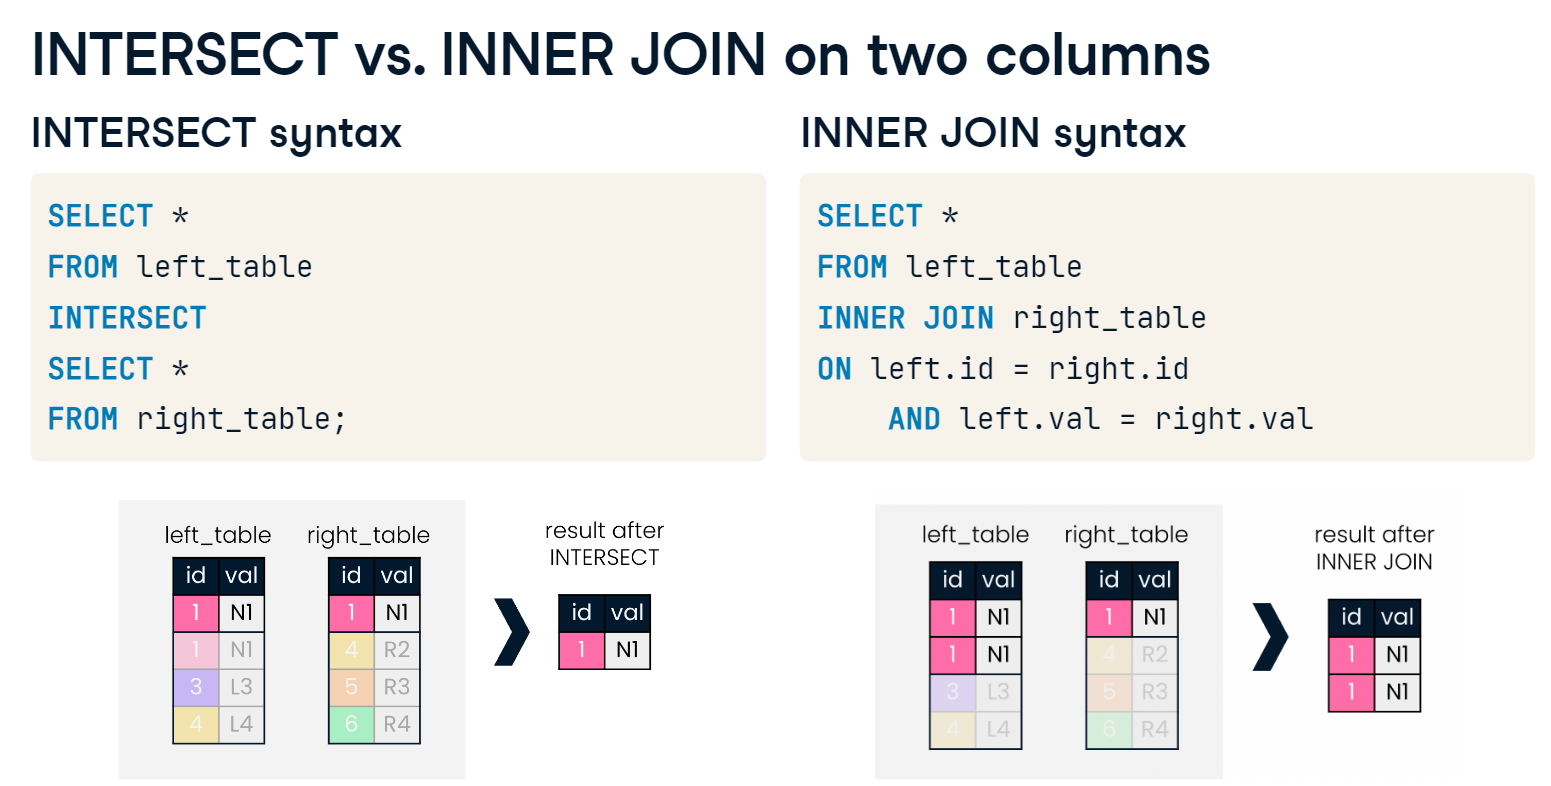 INTERSECT vs. INNER JOIN on two columns
INTERSECT syntax
SELECT *
FROM left_table
INTERSECT
SELECT *
FROM right_table;
left_table right_table
id val id val
1 N1 1 N1
1 N1 4 R2
3 L3 5 R3
4 L4 6 R4
result after
INTERSECT
id val
1 N1
INNER JOIN syntax
SELECT *
FROM left_table
INNER JOIN right_table
ON left.id = right.id
AND left.val = right.val
left_table right_table
id val id val
1 N1 1 N1
1 N1 4 R2
3 L3 5 R3
4 L4 6 R4
result after
INNER JOIN
id val
1 N1
1 N1